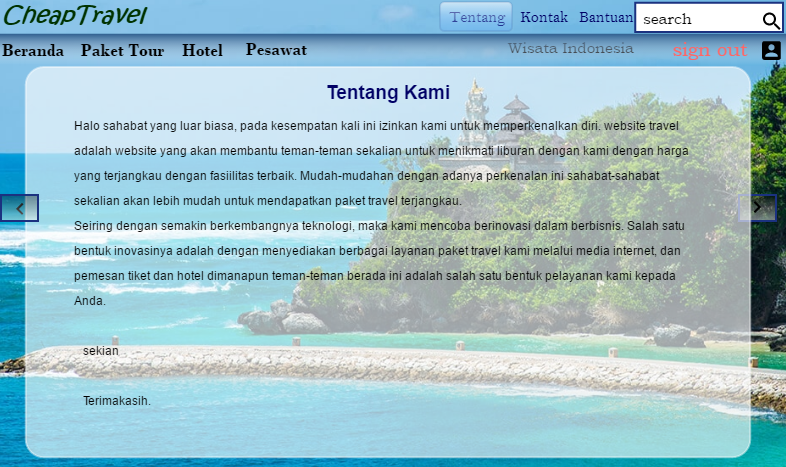 CheapTravel
Tentang Kontak Bantuan search
Beranda Paket Tour Hotel Pesawat Wisata Indonesia sign out
Tentang Kami
Halo sahabat yang luar biasa, pada kesempatan kali ini izinkan kami untuk memperkenalkan diri. website travel
adalah website yang akan membantu teman-teman sekalian untuk menikmati liburan dengan kami dengan harga
yang terjangkau dengan fasiilitas terbaik. Mudah-mudahan dengan adanya perkenalan ini sahabat-sahabat
sekalian akan lebih mudah untuk mendapatkan paket travel terjangkau.
Seiring dengan semakin berkembangnya teknologi, maka kami mencoba berinovasi dalam berbisnis. Salah satu
bentuk inovasinya adalah dengan menyediakan berbagai layanan paket travel kami melalui media internet, dan
pemesan tiket dan hotel dimanapun teman-teman berada ini adalah salah satu bentuk pelayanan kami kepada
Anda.
sekian
Terimakasih.